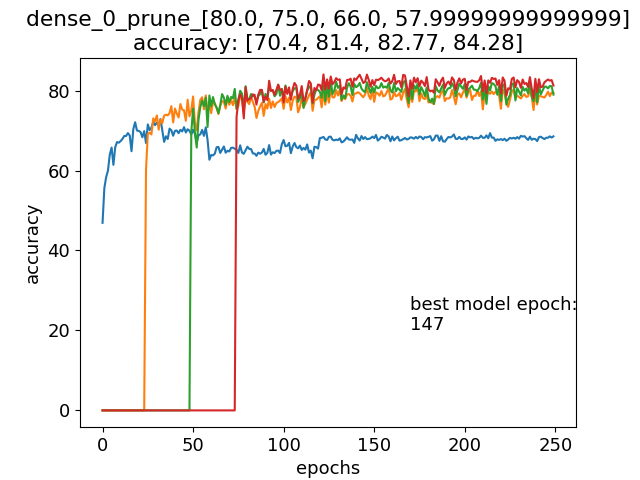 dense_0_prune_[80.0, 75.0, 66.0, 57.99999999999999]
accuracy: [70.4, 81.4, 82.77, 84.28]
accuracy
80
60
40
20
0
best model epoch:
147
0 50 100 150 200 250
epochs